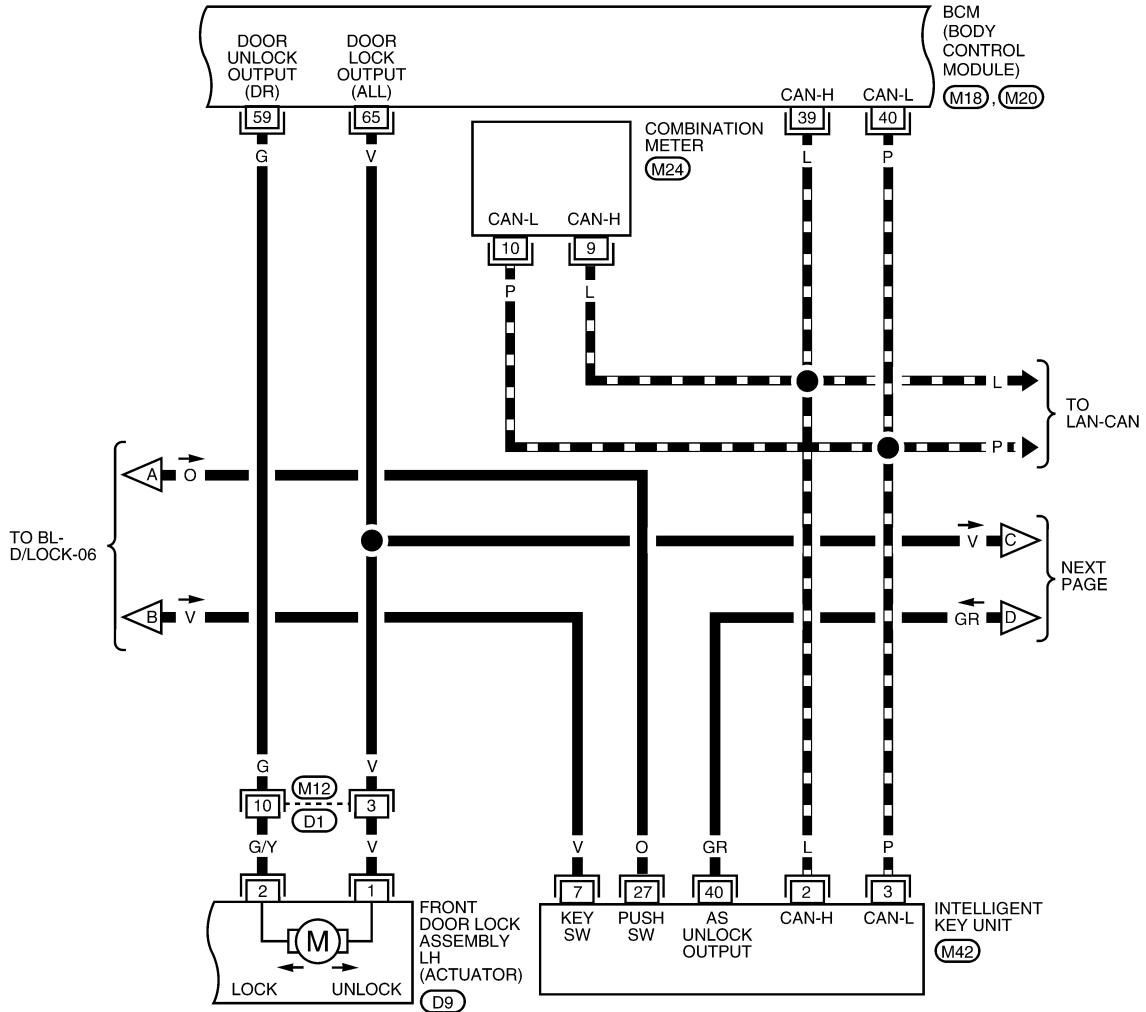 BCM
(BODY
CONTROL
MODULE)
M18 , M20
DOOR
UNLOCK
OUTPUT
(DR)
DOOR
LOCK
OUTPUT
(ALL)
CAN-H
CAN-L
59
65
39
40
G
V
L
P
COMBINATION
METER
M24
CAN-L
CAN-H
10
9
P
L
L
P
TO
LAN-CAN
A
O
TO BL-
D/LOCK-06
B
V
V
C
NEXT
PAGE
GR
D
G
V
M12
10
3
D1
G/Y
V
V
O
GR
L
P
2
1
7
27
40
2
3
FRONT
DOOR LOCK
ASSEMBLY
LH
(ACTUATOR)
D9
M
LOCK
UNLOCK
KEY
SW
PUSH
SW
AS
UNLOCK
OUTPUT
CAN-H
CAN-L
INTELLIGENT
KEY UNIT
M42